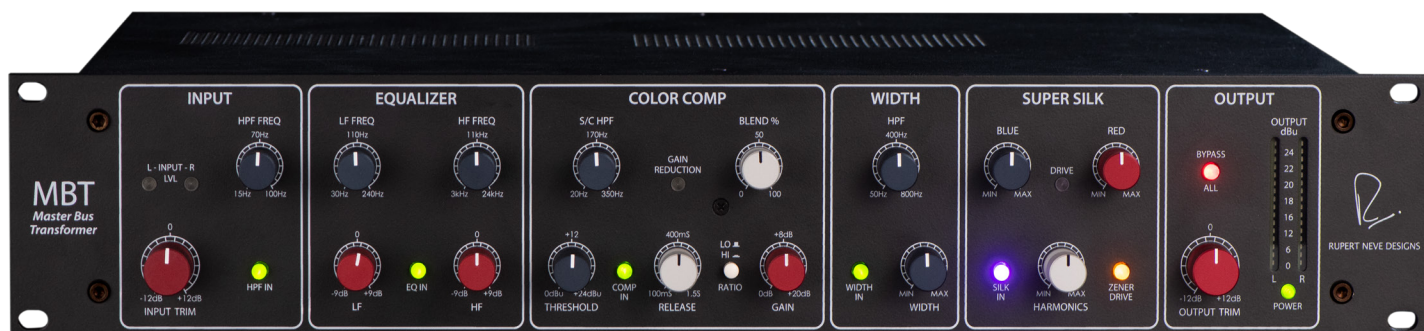 MBT
Master Bus
Transformer
INPUT
HPF FREQ
70Hz
15Hz 100Hz
L - INPUT - R
LVL
0
-12dB +12dB
INPUT TRIM
HPF IN
EQUALIZER
LF FREQ
110Hz
30Hz 240Hz
HF FREQ
11kHz
3kHz 24kHz
0
-9dB +9dB
LF
EQ IN
0
-9dB +9dB
HF
COLOR COMP
S/C HPF
170Hz
20Hz 350Hz
GAIN
REDUCTION
BLEND %
50
0 100
+12
0dBu +24dBu
THRESHOLD
COMP
IN
400mS
100mS 1.5S
RELEASE
LO
HI
RATIO
+8dB
0dB +20dB
GAIN
WIDTH
HPF
400Hz
50Hz 800Hz
WIDTH
IN
MIN MAX
WIDTH
SUPER SILK
BLUE
MIN MAX
DRIVE
RED
MIN MAX
SILK
IN
MIN MAX
HARMONICS
ZENER
DRIVE
OUTPUT
BYPASS
ALL
0
-12dB +12dB
OUTPUT TRIM
OUTPUT
dBu
24
22
20
18
16
12
6
0
L R
POWER
R.
RUPERT NEVE DESIGNS